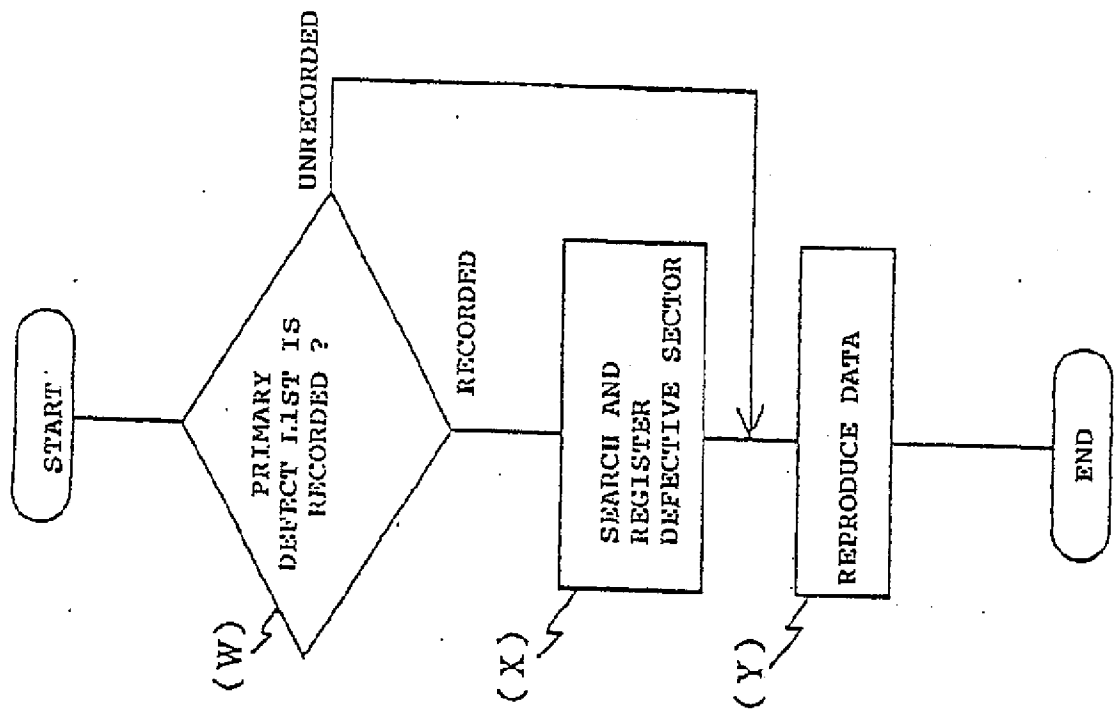 START
(W)
PRIMARY
DEFECT LIST IS
RECORDED ?
UNRECORDED
RECORDED
(X)
SEARCH AND
REGISTER
DEFECTIVE SECTOR
(Y)
REPRODUCE DATA
END